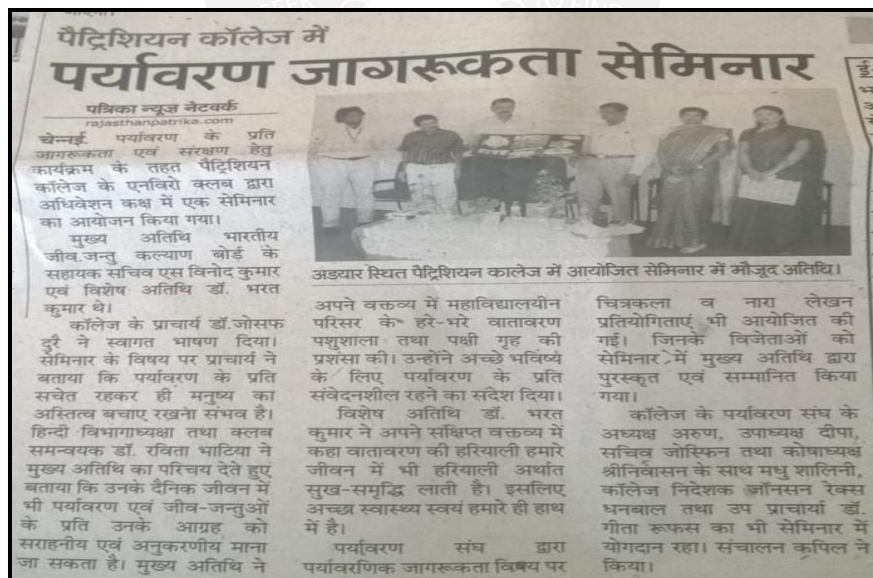 पैट्रिशियन कॉलेज में
पर्यावरण जागरूकता सेमिनार
पत्रिका न्यूज़ नेटवर्क
rajasthanpatrika.com
चेन्नई. पर्यावरण के प्रति
जागरूकता एवं संरक्षण हेतु
कार्यक्रम के तहत पैट्रिशियन
कॉलेज के एनविरो क्लब द्वारा
अधिवेशन कक्ष में एक सेमिनार
का आयोजन किया गया।
मुख्य अतिथि भारतीय
जीव.जन्तु कल्याण बोर्ड के
सहायक सचिव एस विनोद कुमार
एवं विशेष अतिथि डॉ. भरत
कुमार थे।
कॉलेज के प्राचार्य डॉ.जोसफ
दुरै ने स्वागत भाषण दिया।
सेमिनार के विषय पर प्राचार्य ने
बताया कि पर्यावरण के प्रति
सचेत रहकर ही मनुष्य का
अस्तित्व बचाए रखना संभव है।
हिन्दी विभागाध्यक्षा तथा क्लब
समन्वयक डॉ. रविता भाटिया ने
मुख्य अतिथि का परिचय देते हुए
बताया कि उनके दैनिक जीवन में
भी पर्यावरण एवं जीव-जन्तुओं
के प्रति उनके आग्रह को
सराहनीय एवं अनुकरणीय माना
जा सकता है। मुख्य अतिथि ने
अडयार स्थित पैट्रिशियन कालेज में आयोजित सेमिनार में मौजूद अतिथि।
अपने वक्तव्य में महाविद्यालयीन
परिसर के हरे-भरे वातावरण
पशुशाला तथा पक्षी गृह की
प्रशंसा की। उन्होंने अच्छे भविष्य
के लिए पर्यावरण के प्रति
संवेदनशील रहने का संदेश दिया।
विशेष अतिथि डॉ. भरत
कुमार ने अपने संक्षिप्त वक्तव्य में
कहा वातावरण की हरियाली हमारे
जीवन में भी हरियाली अर्थात
सुख-समृद्धि लाती है। इसलिए
अच्छा स्वास्थ्य स्वयं हमारे ही हाथ
में है।
पर्यावरण संघ द्वारा
पर्यावरणिक जागरूकता विषय पर
चित्रकला व नारा लेखन
प्रतियोगिताएं भी आयोजित की
गई। जिनके विजेताओं को
सेमिनार में मुख्य अतिथि द्वारा
पुरस्कृत एवं सम्मानित किया
गया।
कॉलेज के पर्यावरण संघ के
अध्यक्ष अरुण, उपाध्यक्ष दीपा,
सचिव जोस्फिन तथा कोषाध्यक्ष
श्रीनिवासन के साथ मधु शालिनी,
कॉलेज निदेशक जॉनसन रेक्स
धनबाल तथा उप प्राचार्या डॉ.
गीता रूफस का भी सेमिनार में
योगदान रहा। संचालन कपिल ने
किया।